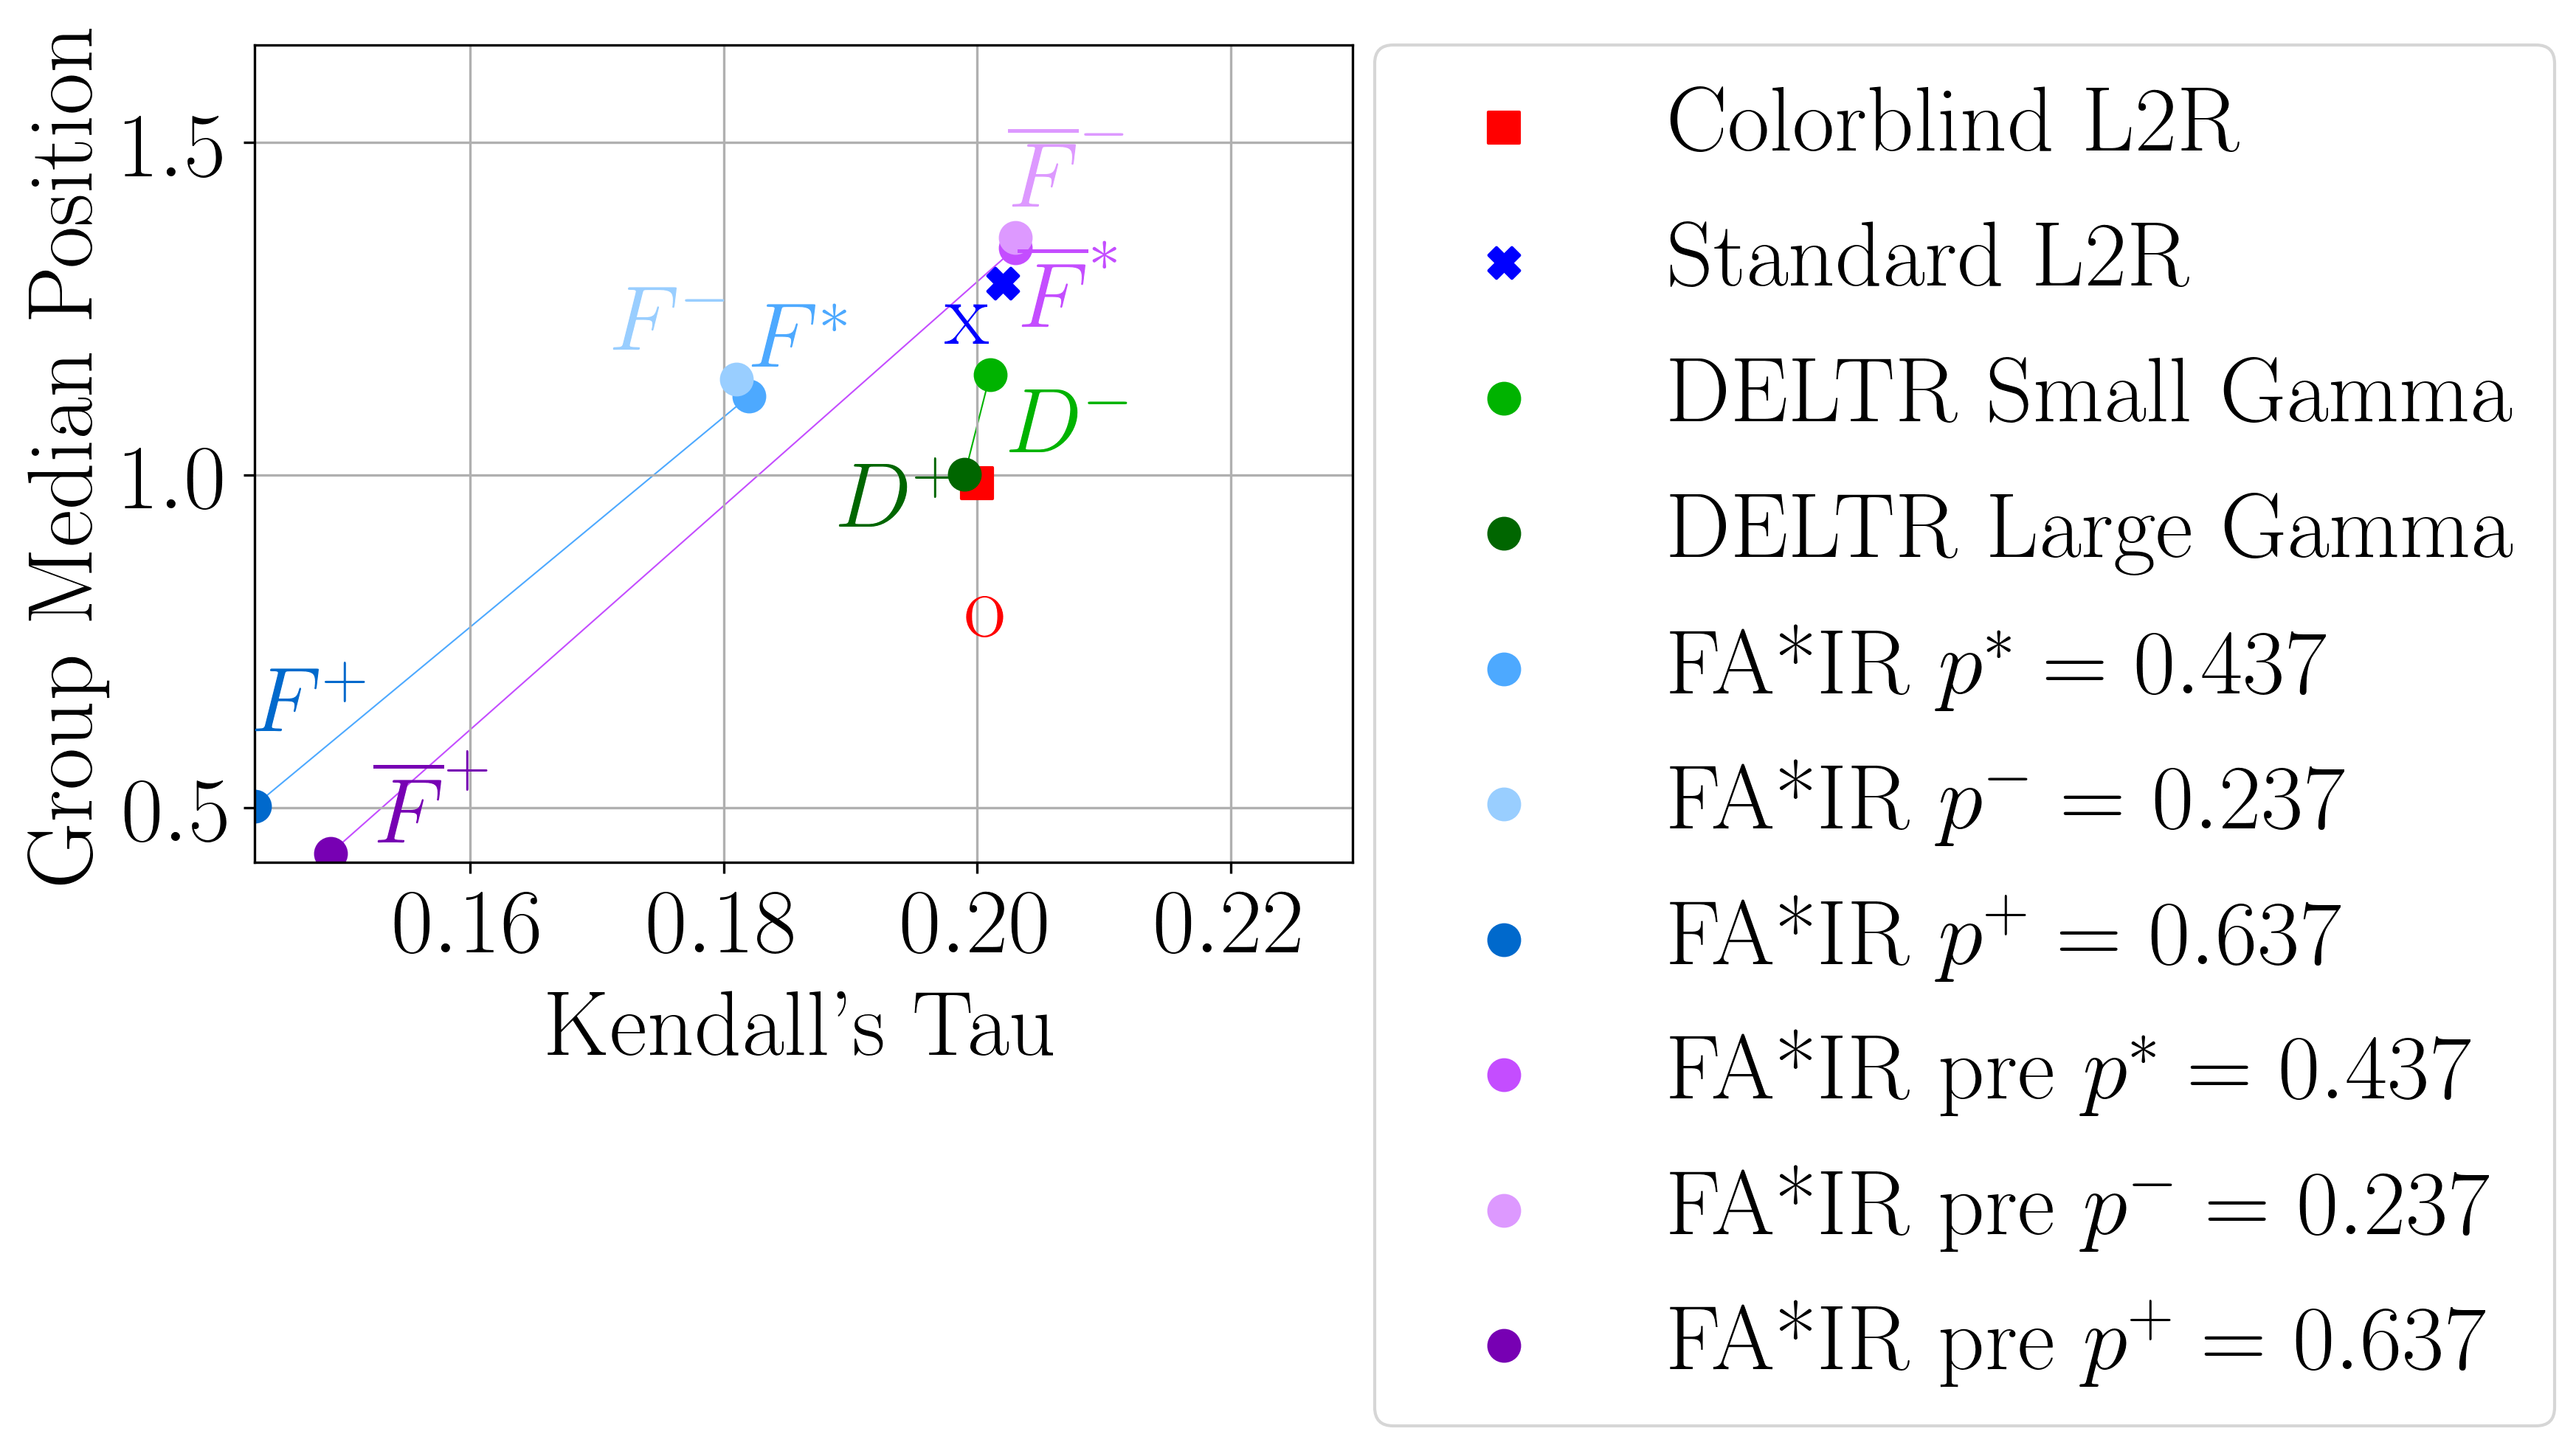 Group Median Position
1.5
1.0
0.5
0.16 0.18 0.20 0.22
Kendall's Tau
F̅⁻
F̅*
F⁻
F*
X
D⁻
D⁺
O
F⁺
F̅⁺
Colorblind L2R
Standard L2R
DELTR Small Gamma
DELTR Large Gamma
FA*IR p* = 0.437
FA*IR p⁻ = 0.237
FA*IR p⁺ = 0.637
FA*IR pre p* = 0.437
FA*IR pre p⁻ = 0.237
FA*IR pre p⁺ = 0.637